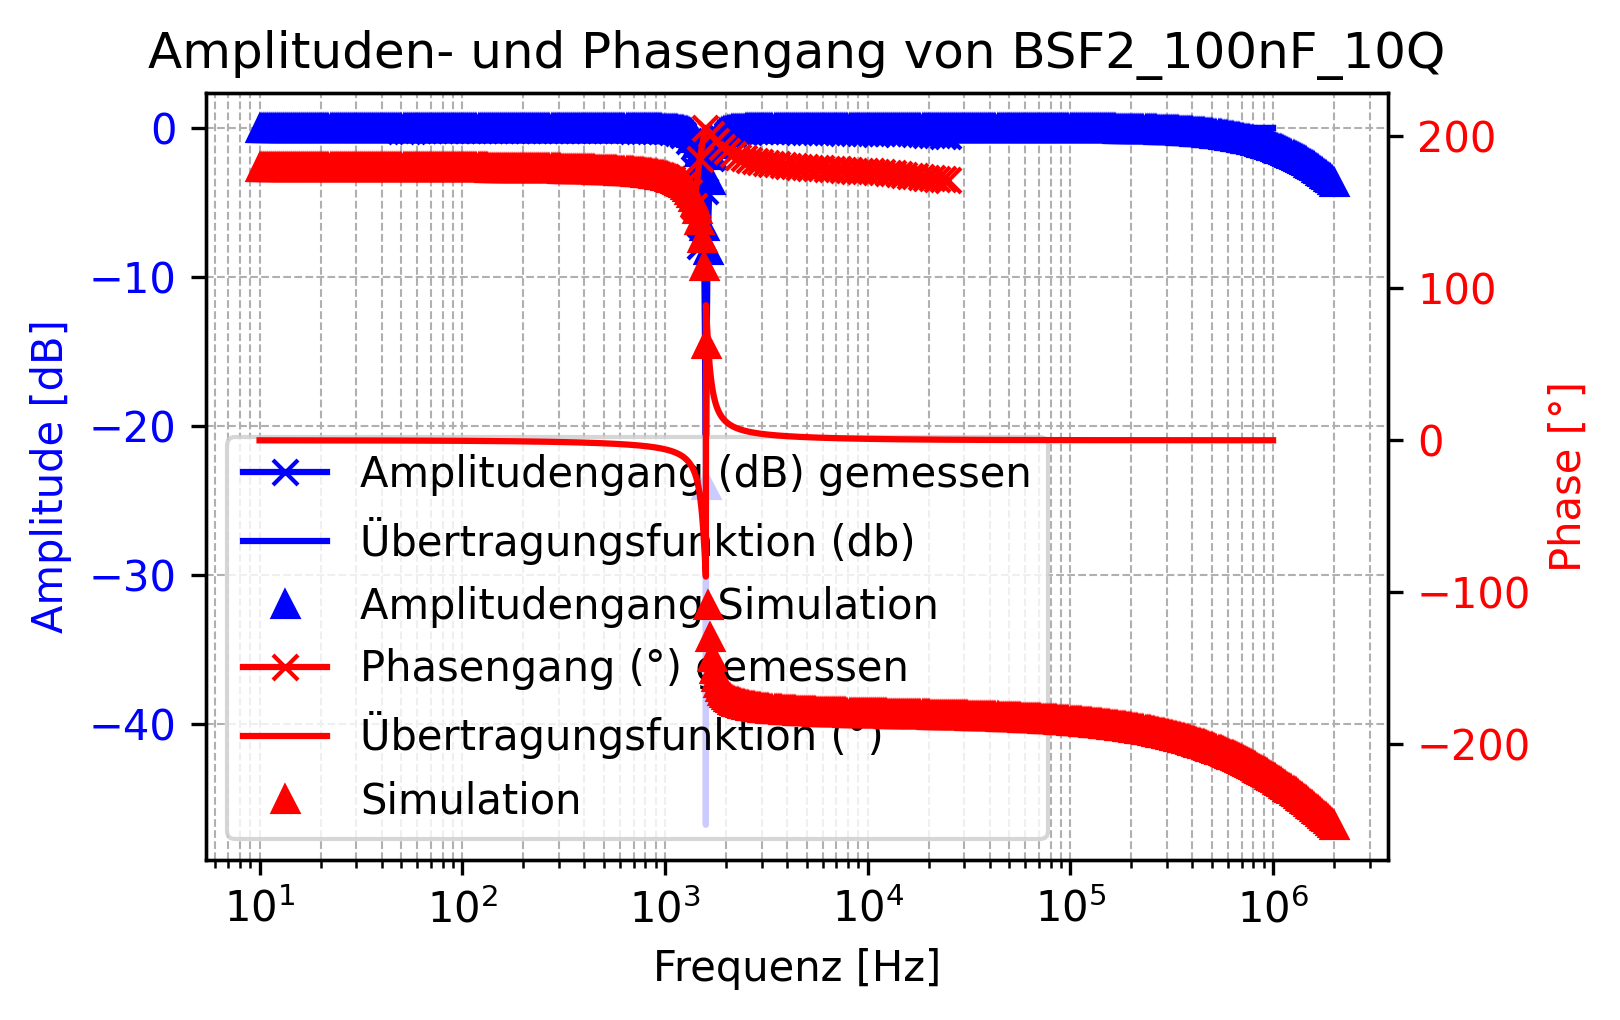 Amplituden- und Phasengang von BSF2_100nF_10Q
0
−10
−20
−30
−40
Amplitude [dB]
200
100
0
−100
−200
Phase [°]
Amplitudengang (dB) gemessen
Übertragungsfunktion (db)
Amplitudengang Simulation
Phasengang (°) gemessen
Übertragungsfunktion (°)
Simulation
10¹ 10² 10³ 10⁴ 10⁵ 10⁶
Frequenz [Hz]